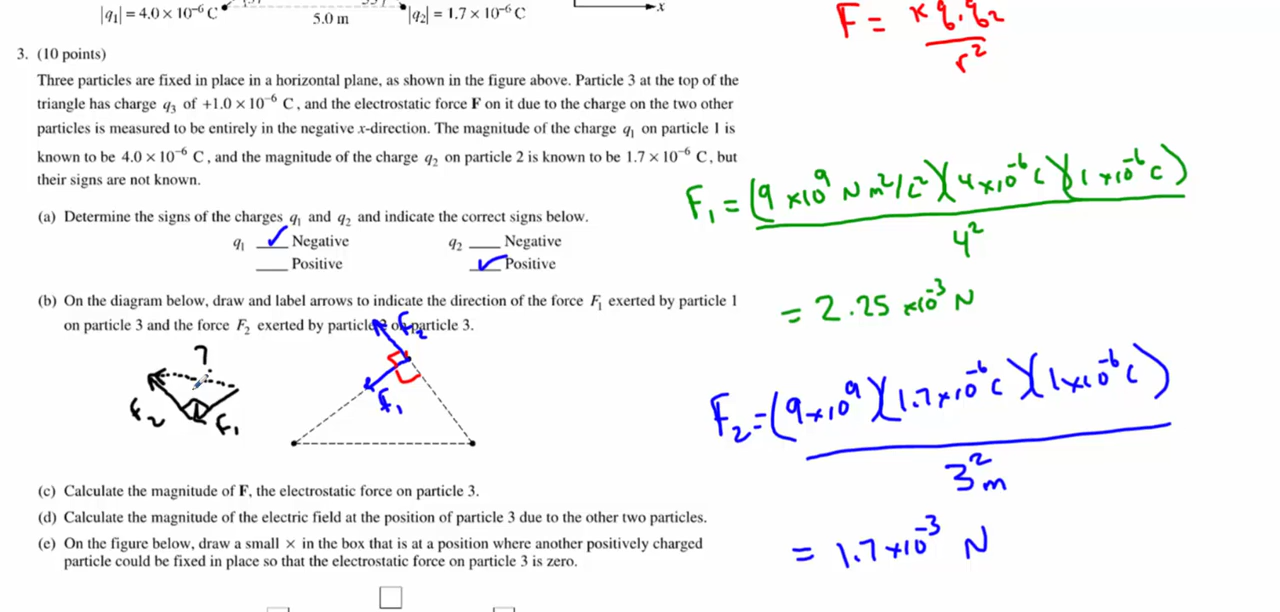 |q₁| = 4.0 × 10⁻⁶ C
5.0 m
|q₂| = 1.7 × 10⁻⁶ C
x
F = K q₁ q₂
r²
3. (10 points)
Three particles are fixed in place in a horizontal plane, as shown in the figure above. Particle 3 at the top of the
triangle has charge q₃ of +1.0 × 10⁻⁶ C, and the electrostatic force F on it due to the charge on the two other
particles is measured to be entirely in the negative x-direction. The magnitude of the charge q₁ on particle 1 is
known to be 4.0 × 10⁻⁶ C, and the magnitude of the charge q₂ on particle 2 is known to be 1.7 × 10⁻⁶ C, but
their signs are not known.
(a) Determine the signs of the charges q₁ and q₂ and indicate the correct signs below.
q₁ ✓ Negative q₂ ___ Negative
___ Positive ✓ Positive
(b) On the diagram below, draw and label arrows to indicate the direction of the force F₁ exerted by particle 1
on particle 3 and the force F₂ exerted by particle on particle 3.
F₂
F₁
?
F₂
F₁
F₁ = (9 × 10⁹ N m²/C²)(4 × 10⁻⁶ C)(1 × 10⁻⁶ C)
4²
= 2.25 × 10⁻³ N
F₂ = (9 × 10⁹)(1.7 × 10⁻⁶ C)(1 × 10⁻⁶ C)
3² m
= 1.7 × 10⁻³ N
(c) Calculate the magnitude of F, the electrostatic force on particle 3.
(d) Calculate the magnitude of the electric field at the position of particle 3 due to the other two particles.
(e) On the figure below, draw a small × in the box that is at a position where another positively charged
particle could be fixed in place so that the electrostatic force on particle 3 is zero.